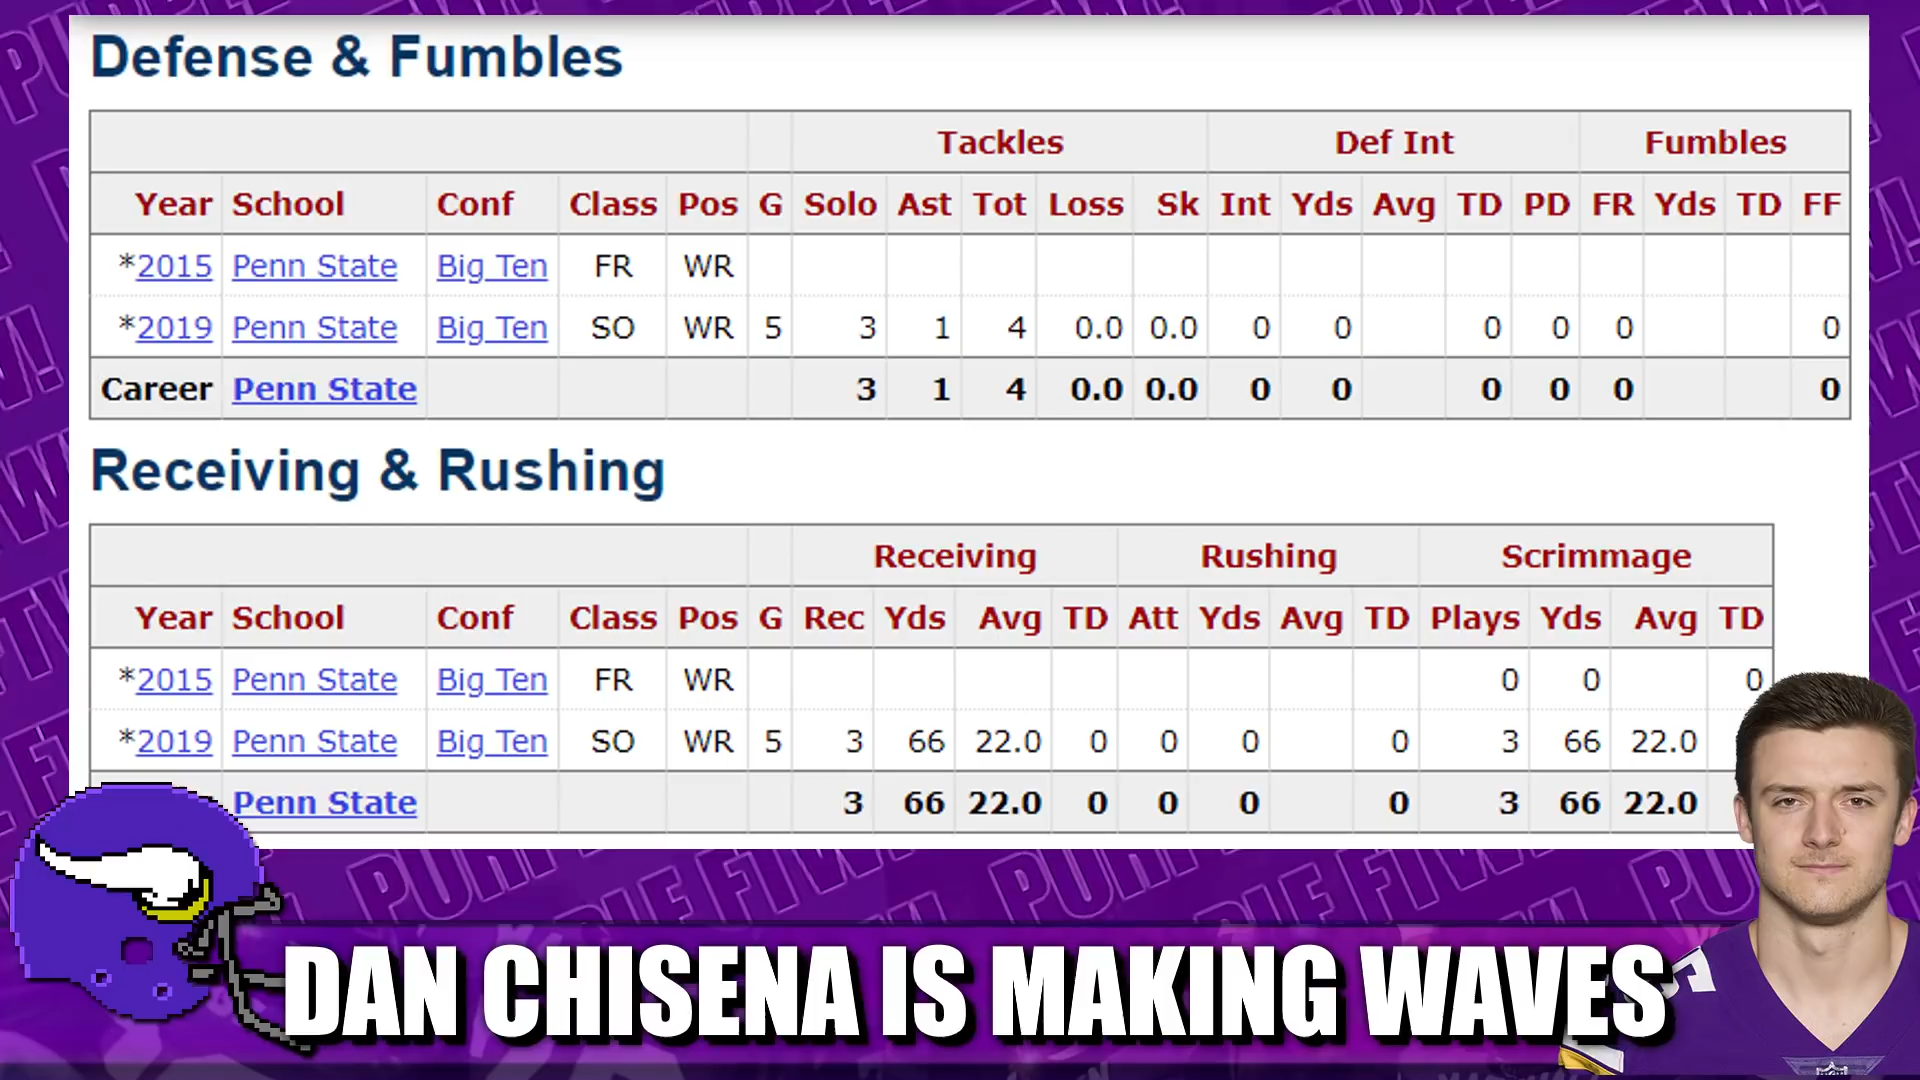 Defense & Fumbles
Tackles Def Int Fumbles
Year School Conf Class Pos G Solo Ast Tot Loss Sk Int Yds Avg TD PD FR Yds TD FF
*2015 Penn State Big Ten FR WR
*2019 Penn State Big Ten SO WR 5 3 1 4 0.0 0.0 0 0 0 0 0 0
Career Penn State 3 1 4 0.0 0.0 0 0 0 0 0 0
Receiving & Rushing
Receiving Rushing Scrimmage
Year School Conf Class Pos G Rec Yds Avg TD Att Yds Avg TD Plays Yds Avg TD
*2015 Penn State Big Ten FR WR 0 0 0
*2019 Penn State Big Ten SO WR 5 3 66 22.0 0 0 0 0 3 66 22.0
Penn State 3 66 22.0 0 0 0 0 3 66 22.0
DAN CHISENA IS MAKING WAVES